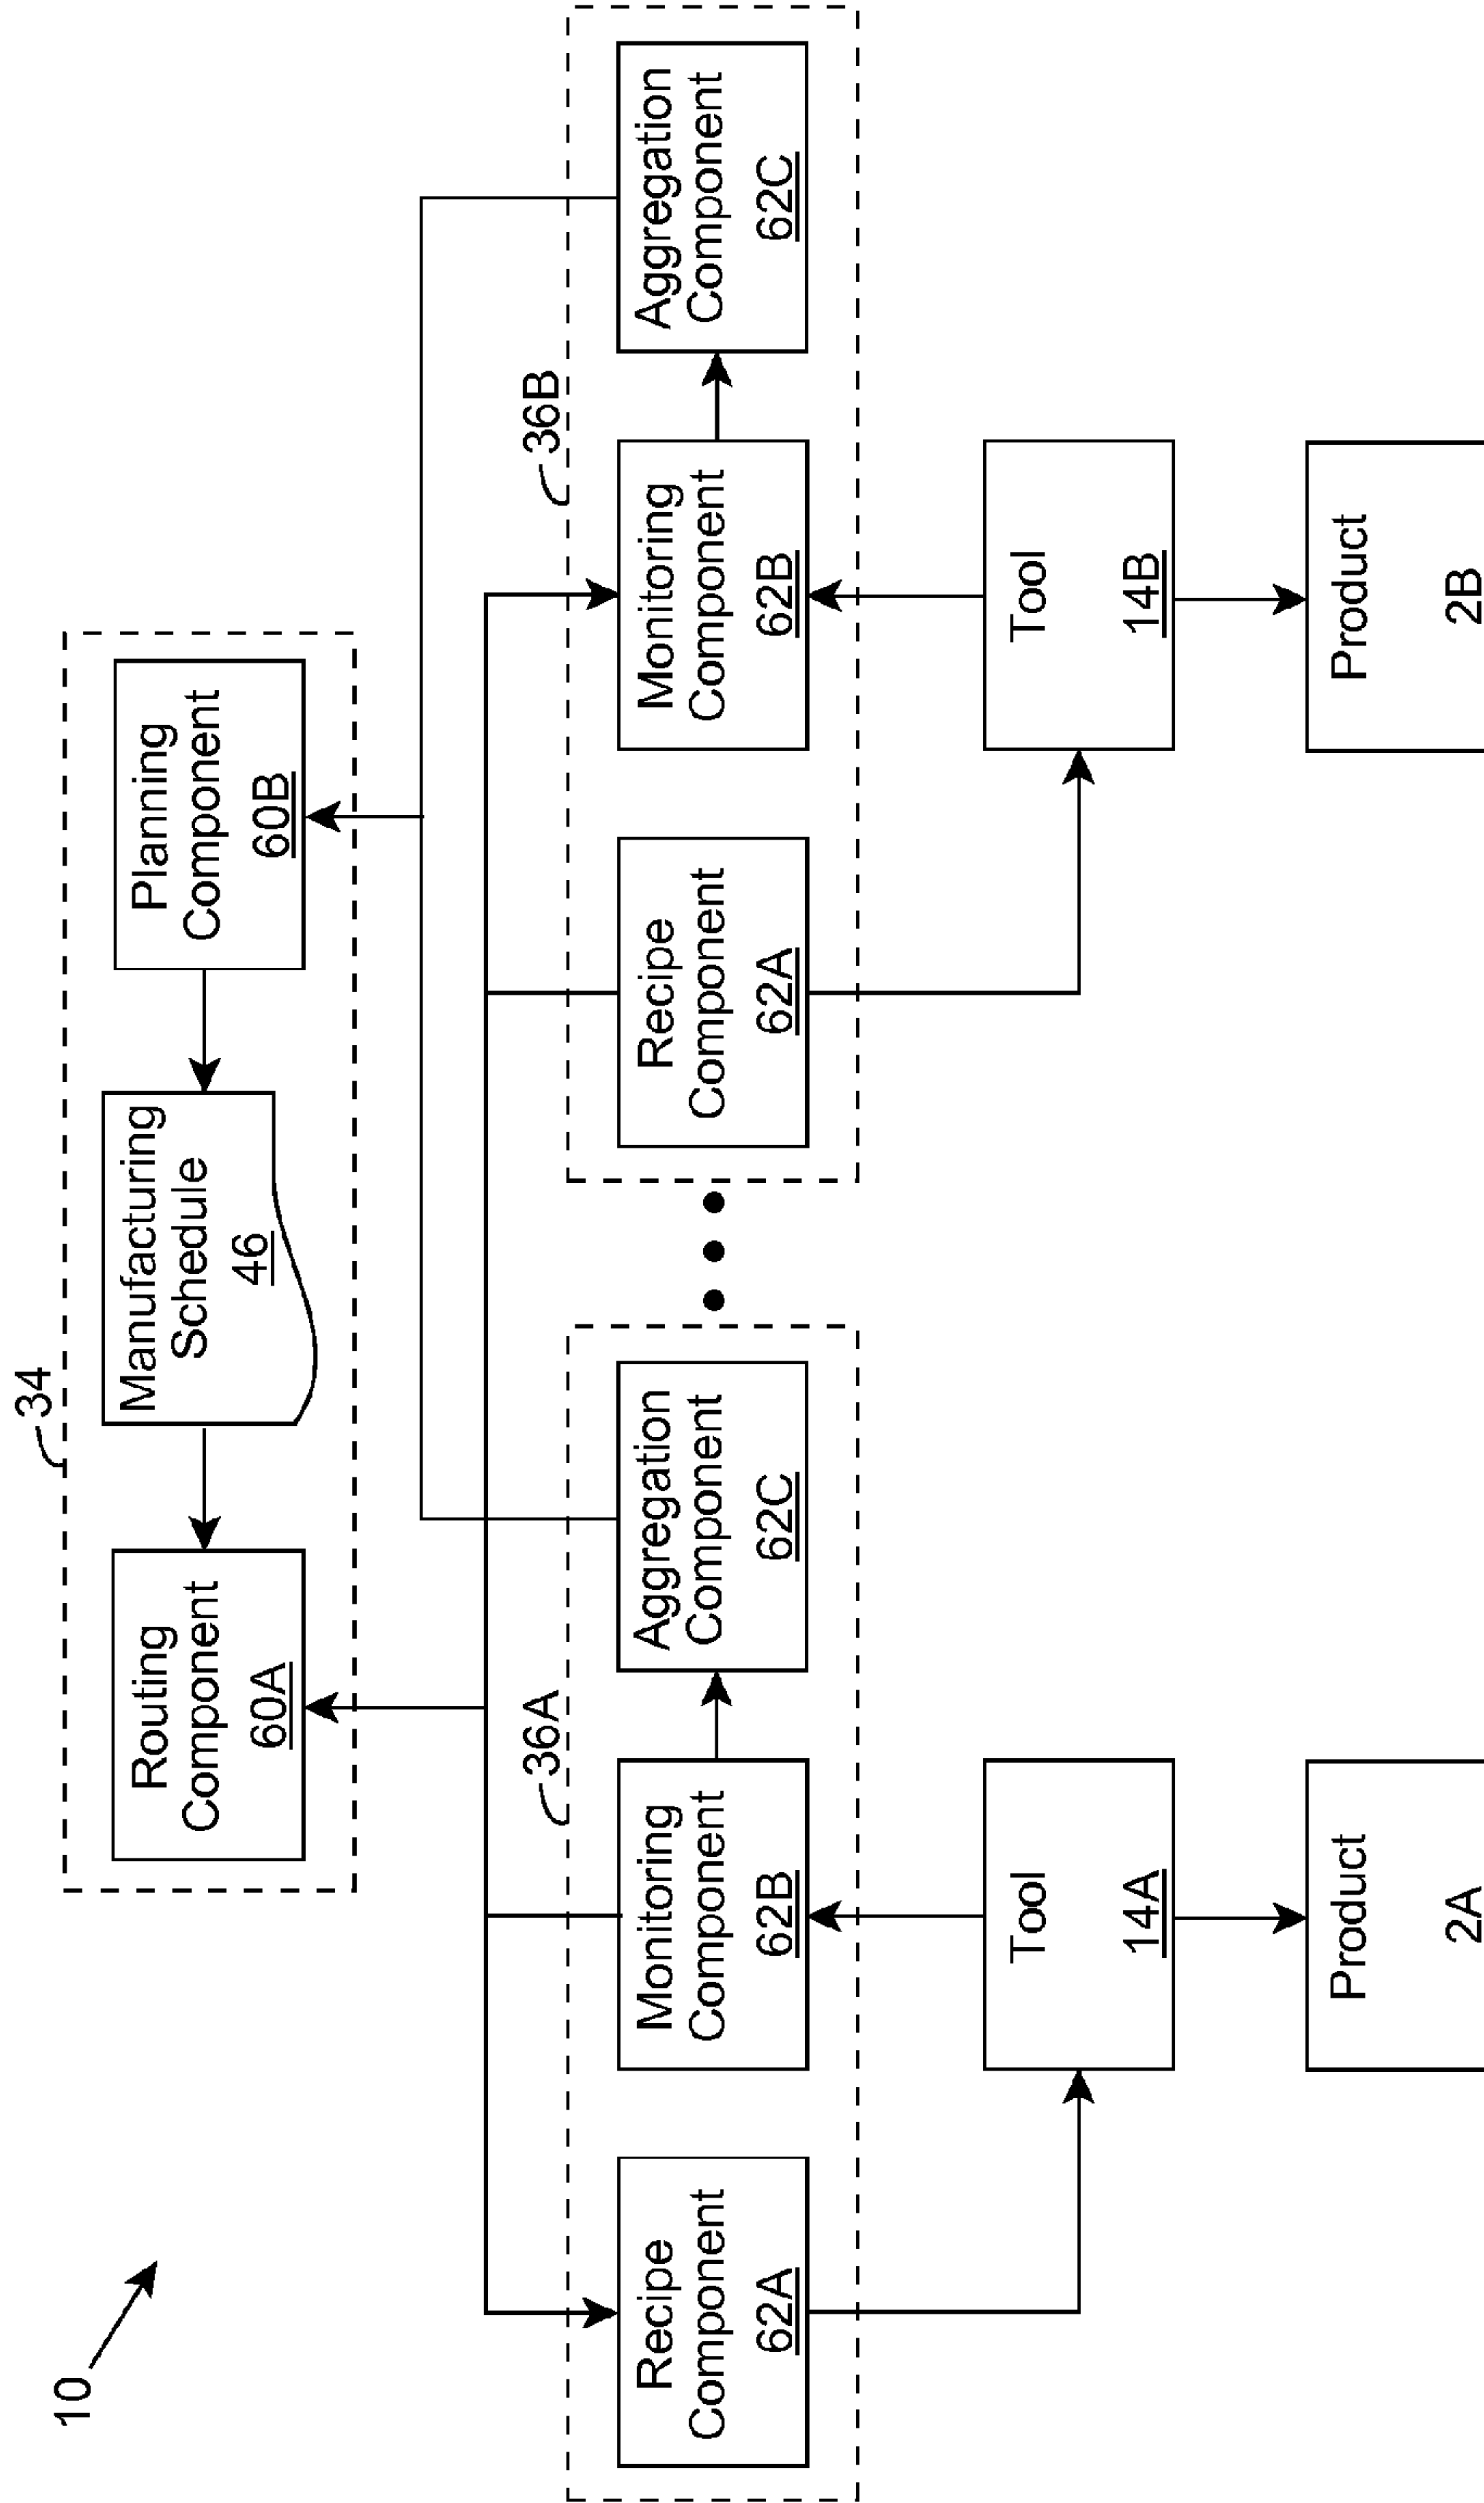 10
34
Routing
Component
60A
Manufacturing
Schedule
46
Planning
Component
60B
36A
36B
Recipe
Component
62A
Monitoring
Component
62B
Aggregation
Component
62C
Recipe
Component
62A
Monitoring
Component
62B
Aggregation
Component
62C
Tool
14A
Tool
14B
Product
2A
Product
2B